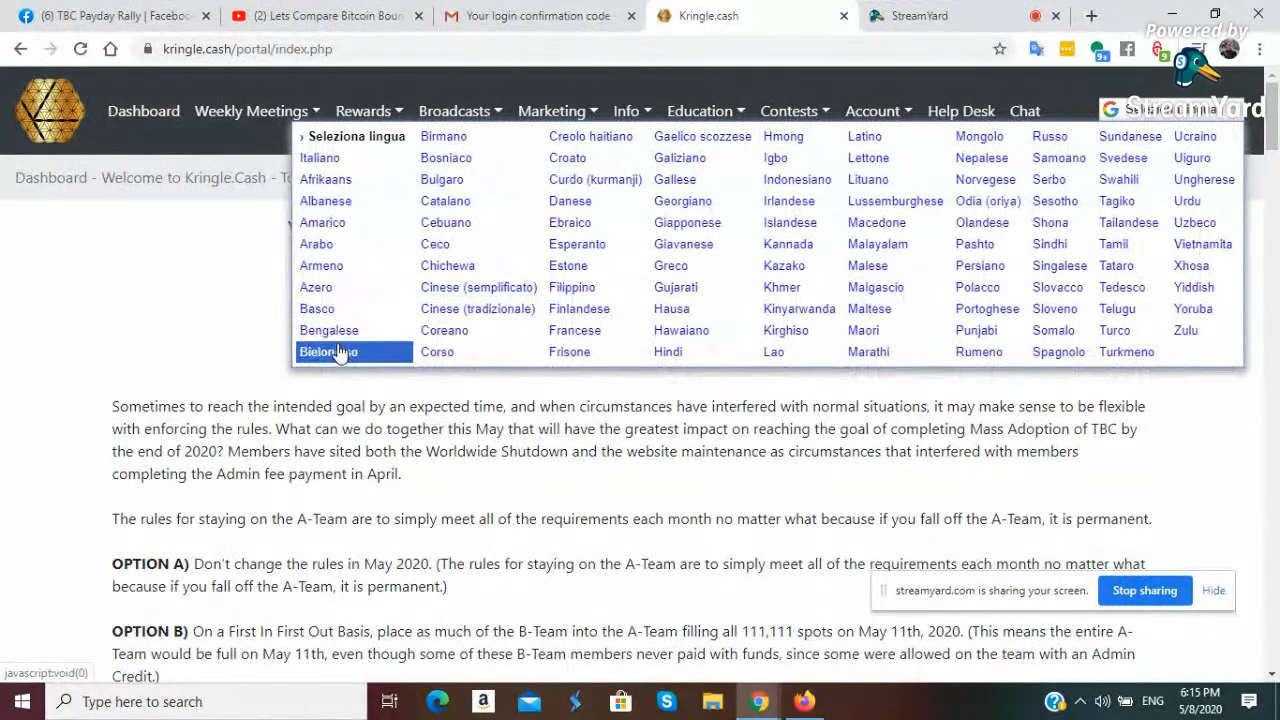 (6) TBC Payday Rally | Facebo
(2) Lets Compare Bitcoin Boun
Your login confirmation code
Kringle.cash
StreamYard
Powered by
kringle.cash/portal/index.php
9+
9
StreamYard
Dashboard
Weekly Meetings
Rewards
Broadcasts
Marketing
Info
Education
Contests
Account
Help Desk
Chat
› Seleziona lingua
Italiano
Afrikaans
Albanese
Amarico
Arabo
Armeno
Azero
Basco
Bengalese
Birmano
Bosniaco
Bulgaro
Catalano
Cebuano
Ceco
Chichewa
Cinese (semplificato)
Cinese (tradizionale)
Coreano
Corso
Creolo haitiano
Croato
Curdo (kurmanji)
Danese
Ebraico
Esperanto
Estone
Filippino
Finlandese
Francese
Frisone
Gaelico scozzese
Galiziano
Gallese
Georgiano
Giapponese
Giavanese
Greco
Gujarati
Hausa
Hawaiano
Hindi
Hmong
Igbo
Indonesiano
Irlandese
Islandese
Kannada
Kazako
Khmer
Kinyarwanda
Kirghiso
Lao
Latino
Lettone
Lituano
Lussemburghese
Macedone
Malayalam
Malese
Malgascio
Maltese
Maori
Marathi
Mongolo
Nepalese
Norvegese
Odia (oriya)
Olandese
Pashto
Persiano
Polacco
Portoghese
Punjabi
Rumeno
Russo
Samoano
Serbo
Sesotho
Shona
Sindhi
Singalese
Slovacco
Sloveno
Somalo
Spagnolo
Sundanese
Svedese
Swahili
Tagiko
Tailandese
Tamil
Tataro
Tedesco
Telugu
Turco
Turkmeno
Ucraino
Uiguro
Ungherese
Urdu
Uzbeco
Vietnamita
Xhosa
Yiddish
Yoruba
Zulu
Dashboard - Welcome to Kringle.Cash -
Sometimes to reach the intended goal by an expected time, and when circumstances have interfered with normal situations, it may make sense to be flexible
with enforcing the rules. What can we do together this May that will have the greatest impact on reaching the goal of completing Mass Adoption of TBC by
the end of 2020? Members have sited both the Worldwide Shutdown and the website maintenance as circumstances that interfered with members
completing the Admin fee payment in April.
The rules for staying on the A-Team are to simply meet all of the requirements each month no matter what because if you fall off the A-Team, it is permanent.
OPTION A) Don't change the rules in May 2020. (The rules for staying on the A-Team are to simply meet all of the requirements each month no matter what
because if you fall off the A-Team, it is permanent.)
streamyard.com is sharing your screen.
Stop sharing
Hide
OPTION B) On a First In First Out Basis, place as much of the B-Team into the A-Team filling all 111,111 spots on May 11th, 2020. (This means the entire A-
Team would be full on May 11th, even though some of these B-Team members never paid with funds, since some were allowed on the team with an Admin
Credit.)
javascript:void(0)
Type here to search
ENG
6:15 PM
5/8/2020